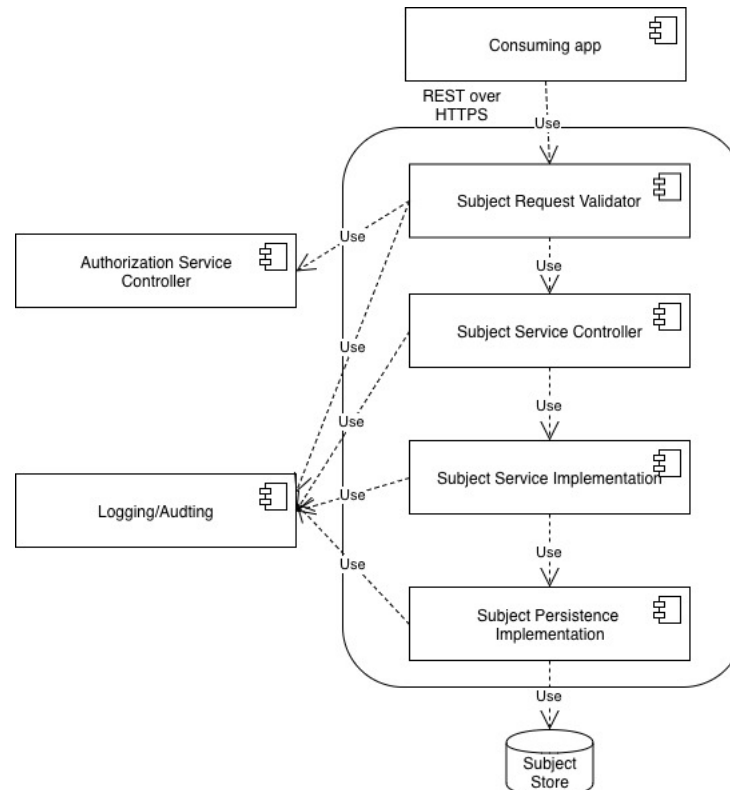 Consuming app
REST over
HTTPS
Use
Subject Request Validator
Use
Authorization Service
Controller
Use
Use
Subject Service Controller
Use
Use
Subject Service Implementation
Logging/Audting
Use
Use
Use
Subject Persistence
Implementation
Use
Subject
Store